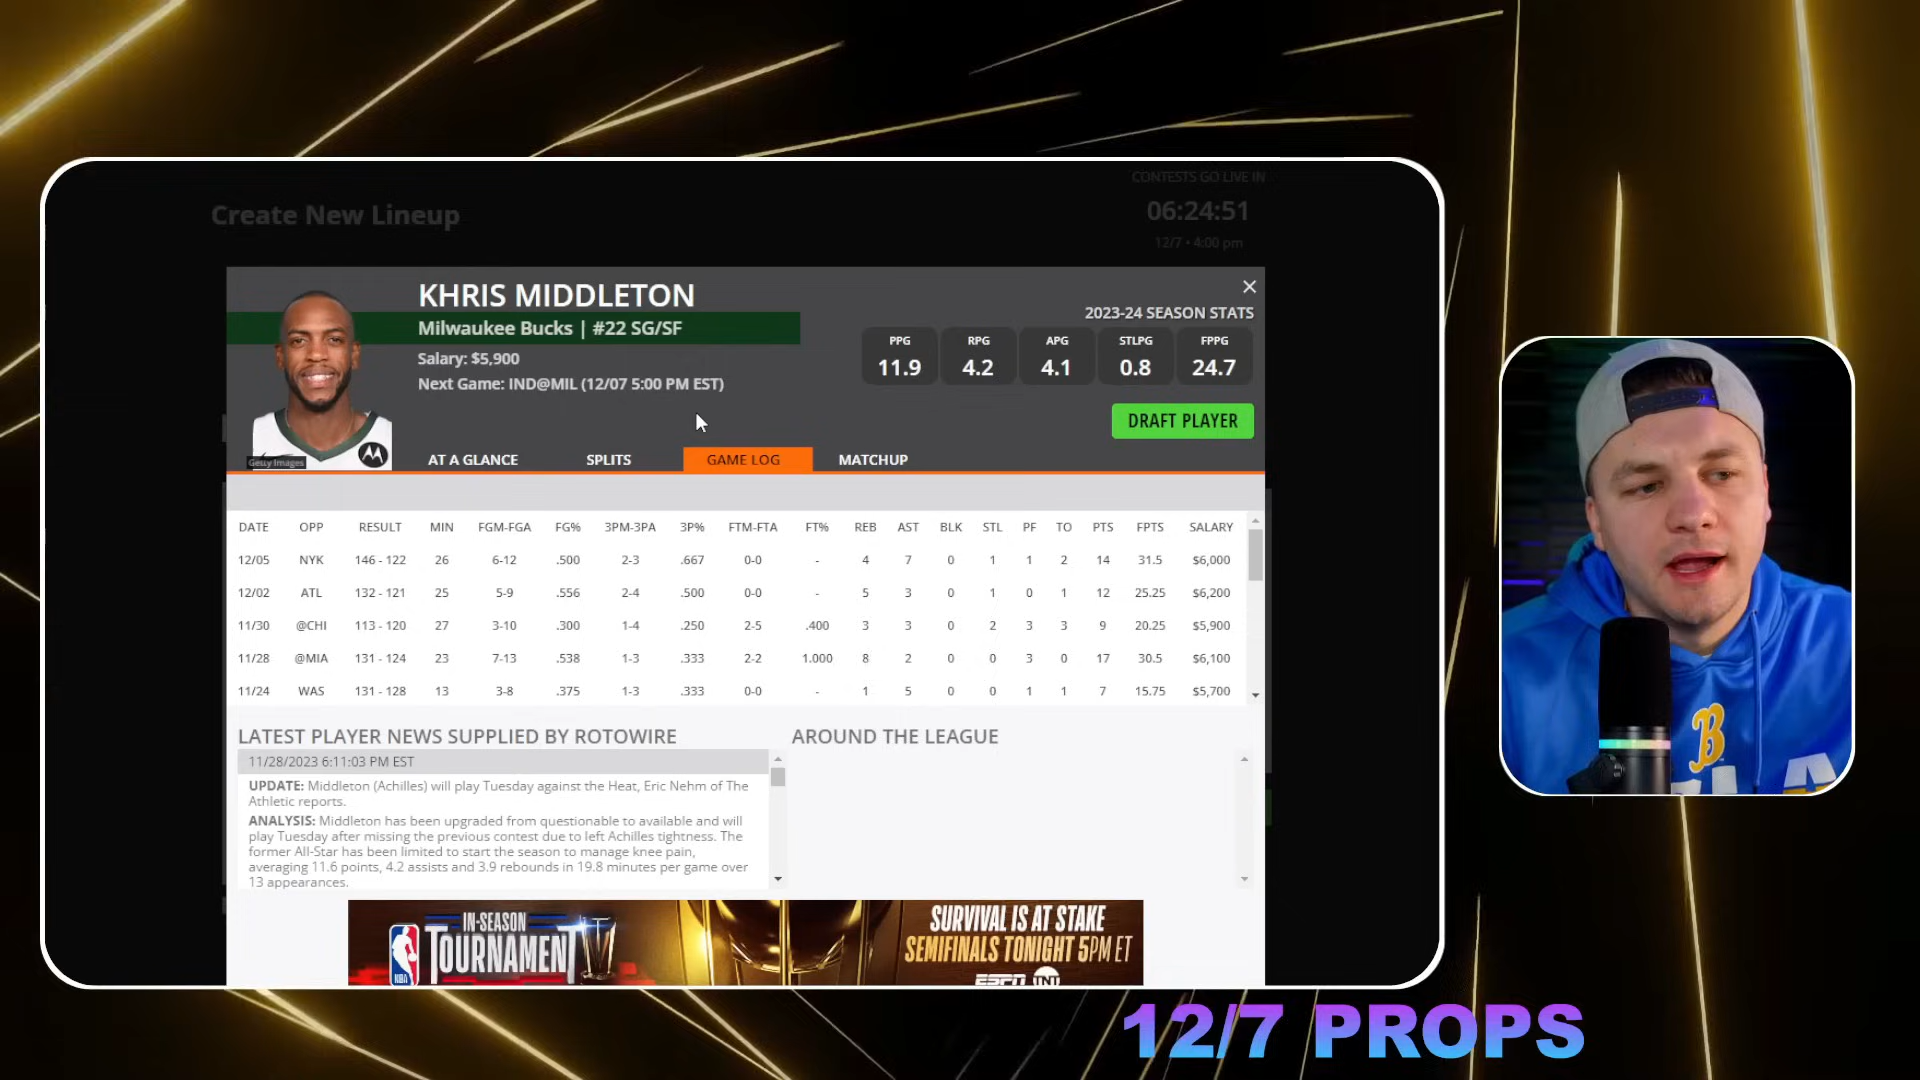 CONTESTS GO LIVE IN
Create New Lineup
06:24:51
12/7 • 4:00 pm
KHRIS MIDDLETON
Milwaukee Bucks | #22 SG/SF
Salary: $5,900
Next Game: IND@MIL (12/07 5:00 PM EST)
2023-24 SEASON STATS
PPG RPG APG STLPG FPPG
11.9 4.2 4.1 0.8 24.7
DRAFT PLAYER
Getty Images
AT A GLANCE SPLITS GAME LOG MATCHUP
DATE OPP RESULT MIN FGM-FGA FG% 3PM-3PA 3P% FTM-FTA FT% REB AST BLK STL PF TO PTS FPTS SALARY
12/05 NYK 146 - 122 26 6-12 .500 2-3 .667 0-0 - 4 7 0 1 1 2 14 31.5 $6,000
12/02 ATL 132 - 121 25 5-9 .556 2-4 .500 0-0 - 5 3 0 1 0 1 12 25.25 $6,200
11/30 @CHI 113 - 120 27 3-10 .300 1-4 .250 2-5 .400 3 3 0 2 3 3 9 20.25 $5,900
11/28 @MIA 131 - 124 23 7-13 .538 1-3 .333 2-2 1.000 8 2 0 0 3 0 17 30.5 $6,100
11/24 WAS 131 - 128 13 3-8 .375 1-3 .333 0-0 - 1 5 0 0 1 1 7 15.75 $5,700
LATEST PLAYER NEWS SUPPLIED BY ROTOWIRE
AROUND THE LEAGUE
11/28/2023 6:11:03 PM EST
UPDATE: Middleton (Achilles) will play Tuesday against the Heat, Eric Nehm of The
Athletic reports.
ANALYSIS: Middleton has been upgraded from questionable to available and will
play Tuesday after missing the previous contest due to left Achilles tightness. The
former All-Star has been limited to start the season to manage knee pain,
averaging 11.6 points, 4.2 assists and 3.9 rebounds in 19.8 minutes per game over
13 appearances.
NBA
IN-SEASON
TOURNAMENT
SURVIVAL IS AT STAKE
SEMIFINALS TONIGHT 5PM ET
ESPN TNT
B
12/7 PROPS